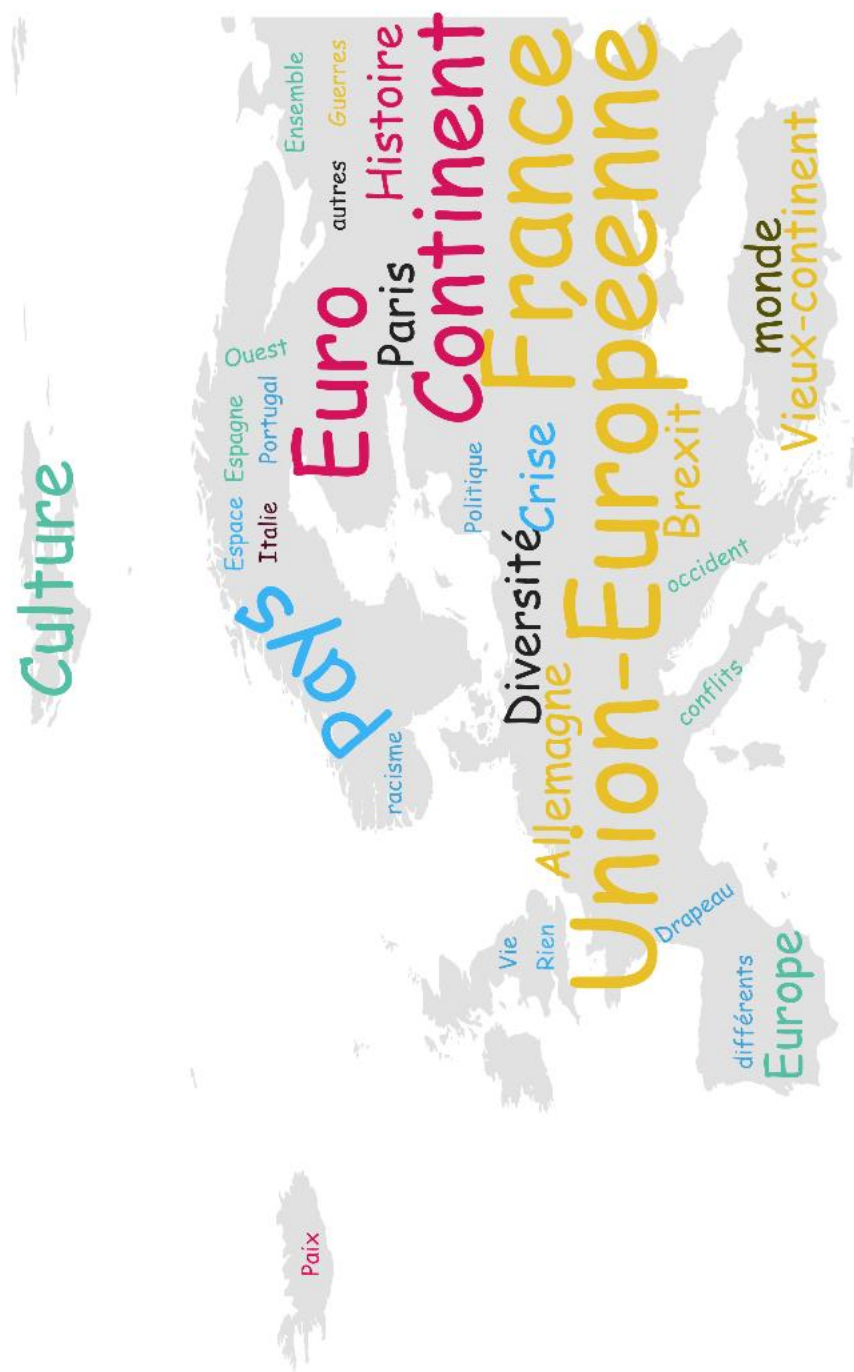 Culture
Espace
Espagne
Ouest
Italie
Portugal
Ensemble
Pays
Euro
autres
Guerres
Paix
racisme
Paris
Histoire
Politique
Continent
Vie
Diversité
Crise
France
Rien
Allemagne
Union-Européenne
Drapeau
conflits
occident
Brexit
différents
monde
Europe
Vieux-continent